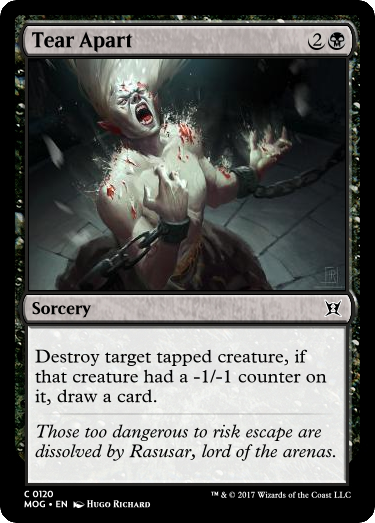 Tear Apart 2
Sorcery
Destroy target tapped creature, if
that creature had a -1/-1 counter on
it, draw a card.
Those too dangerous to risk escape are
dissolved by Rasusar, lord of the arenas.
C 0120
MOG • EN Hugo Richard
™ & © 2017 Wizards of the Coast LLC